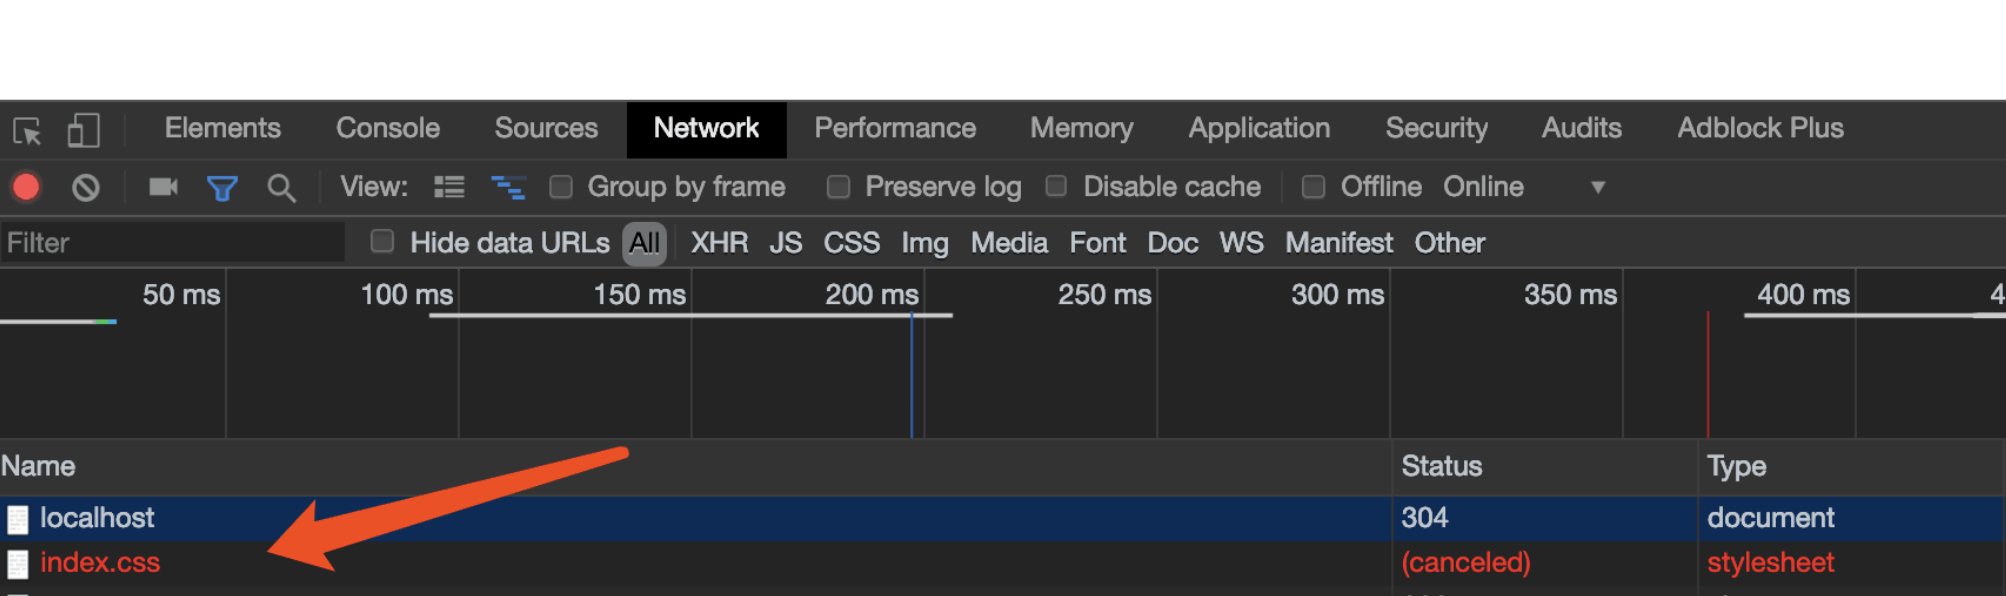 Elements Console Sources Network Performance Memory Application Security Audits Adblock Plus
View: Group by frame Preserve log Disable cache Offline Online
Filter Hide data URLs All XHR JS CSS Img Media Font Doc WS Manifest Other
50 ms 100 ms 150 ms 200 ms 250 ms 300 ms 350 ms 400 ms 4
Name Status Type
localhost 304 document
index.css (canceled) stylesheet